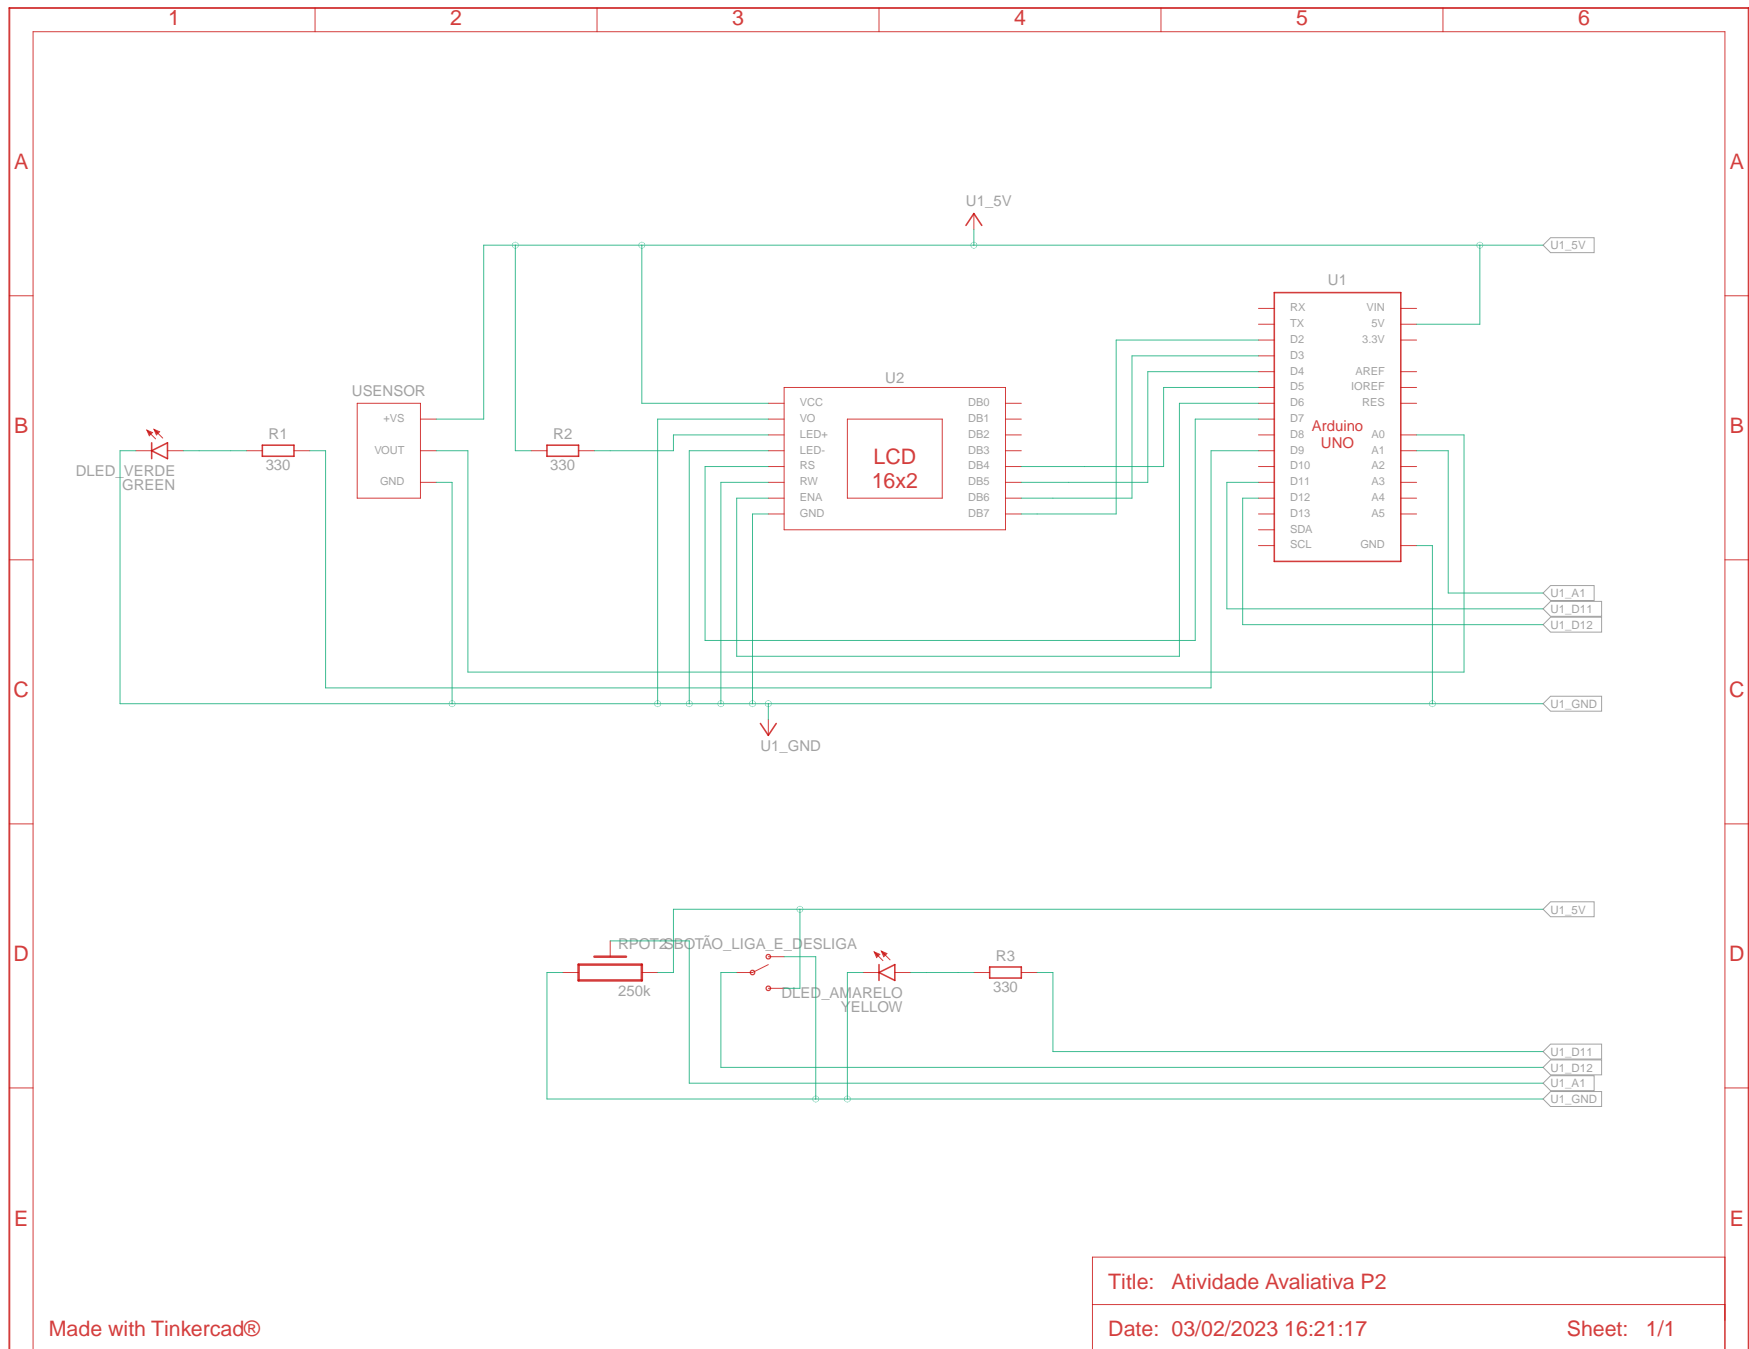 1 2 3 4 5 6
A A
U1_5V
U1_5V
U1
RX VIN
TX 5V
D2 3.3V
D3
D4 AREF
D5 IOREF
D6 RES
D7
D8 A0
D9 A1
D10 A2
D11 A3
D12 A4
D13 A5
SDA
SCL GND
Arduino
UNO
B B
U2
VCC DB0
VO DB1
LED+ DB2
LED- DB3
RS DB4
RW DB5
ENA DB6
GND DB7
LCD
16x2
USENSOR
+VS
VOUT
GND
R1
330
R2
330
DLED_VERDE
GREEN
U1_A1
U1_D11
U1_D12
C C
U1_GND
U1_GND
U1_5V
D D
RPOT2
SBOTÃO_LIGA_E_DESLIGA
250k
DLED_AMARELO
YELLOW
R3
330
U1_D11
U1_D12
U1_A1
U1_GND
E E
Title: Atividade Avaliativa P2
Made with Tinkercad®
Date: 03/02/2023 16:21:17 Sheet: 1/1